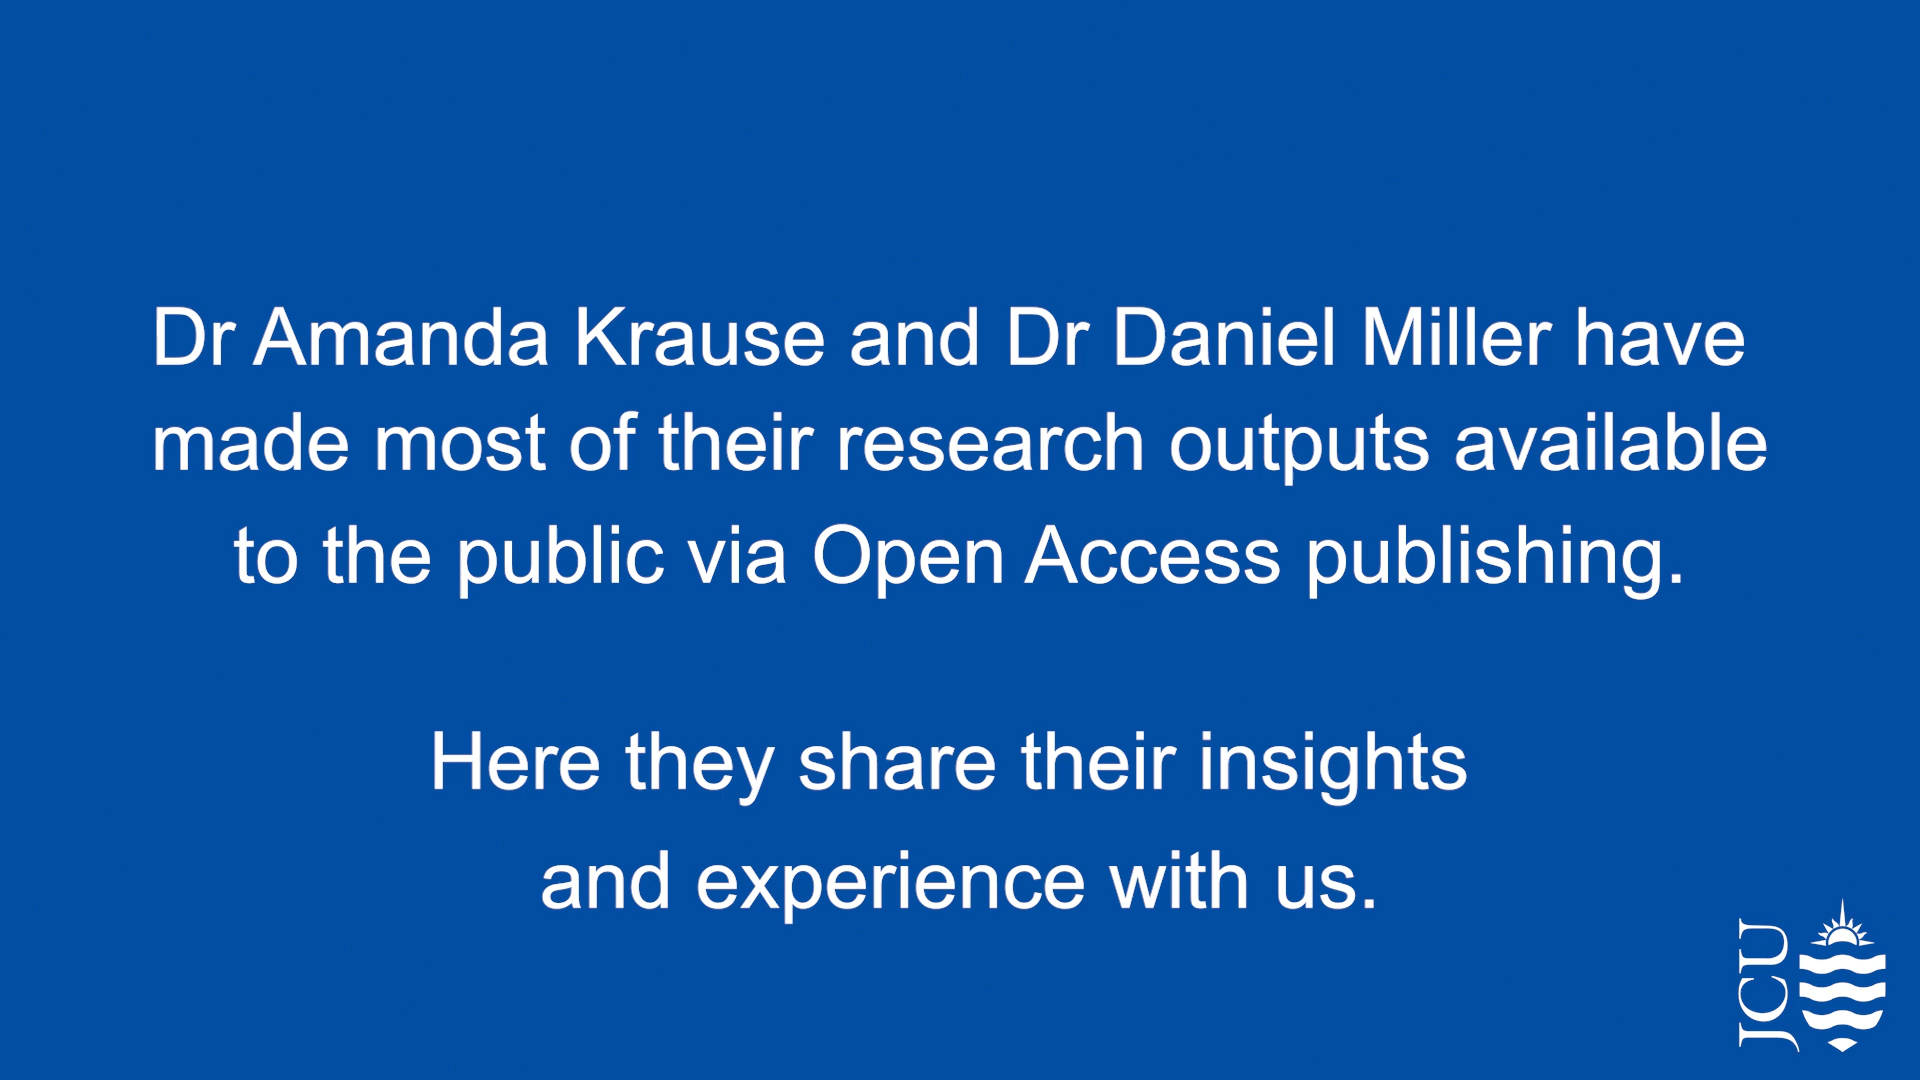 Dr Amanda Krause and Dr Daniel Miller have
made most of their research outputs available
to the public via Open Access publishing.
Here they share their insights
and experience with us.
JCU